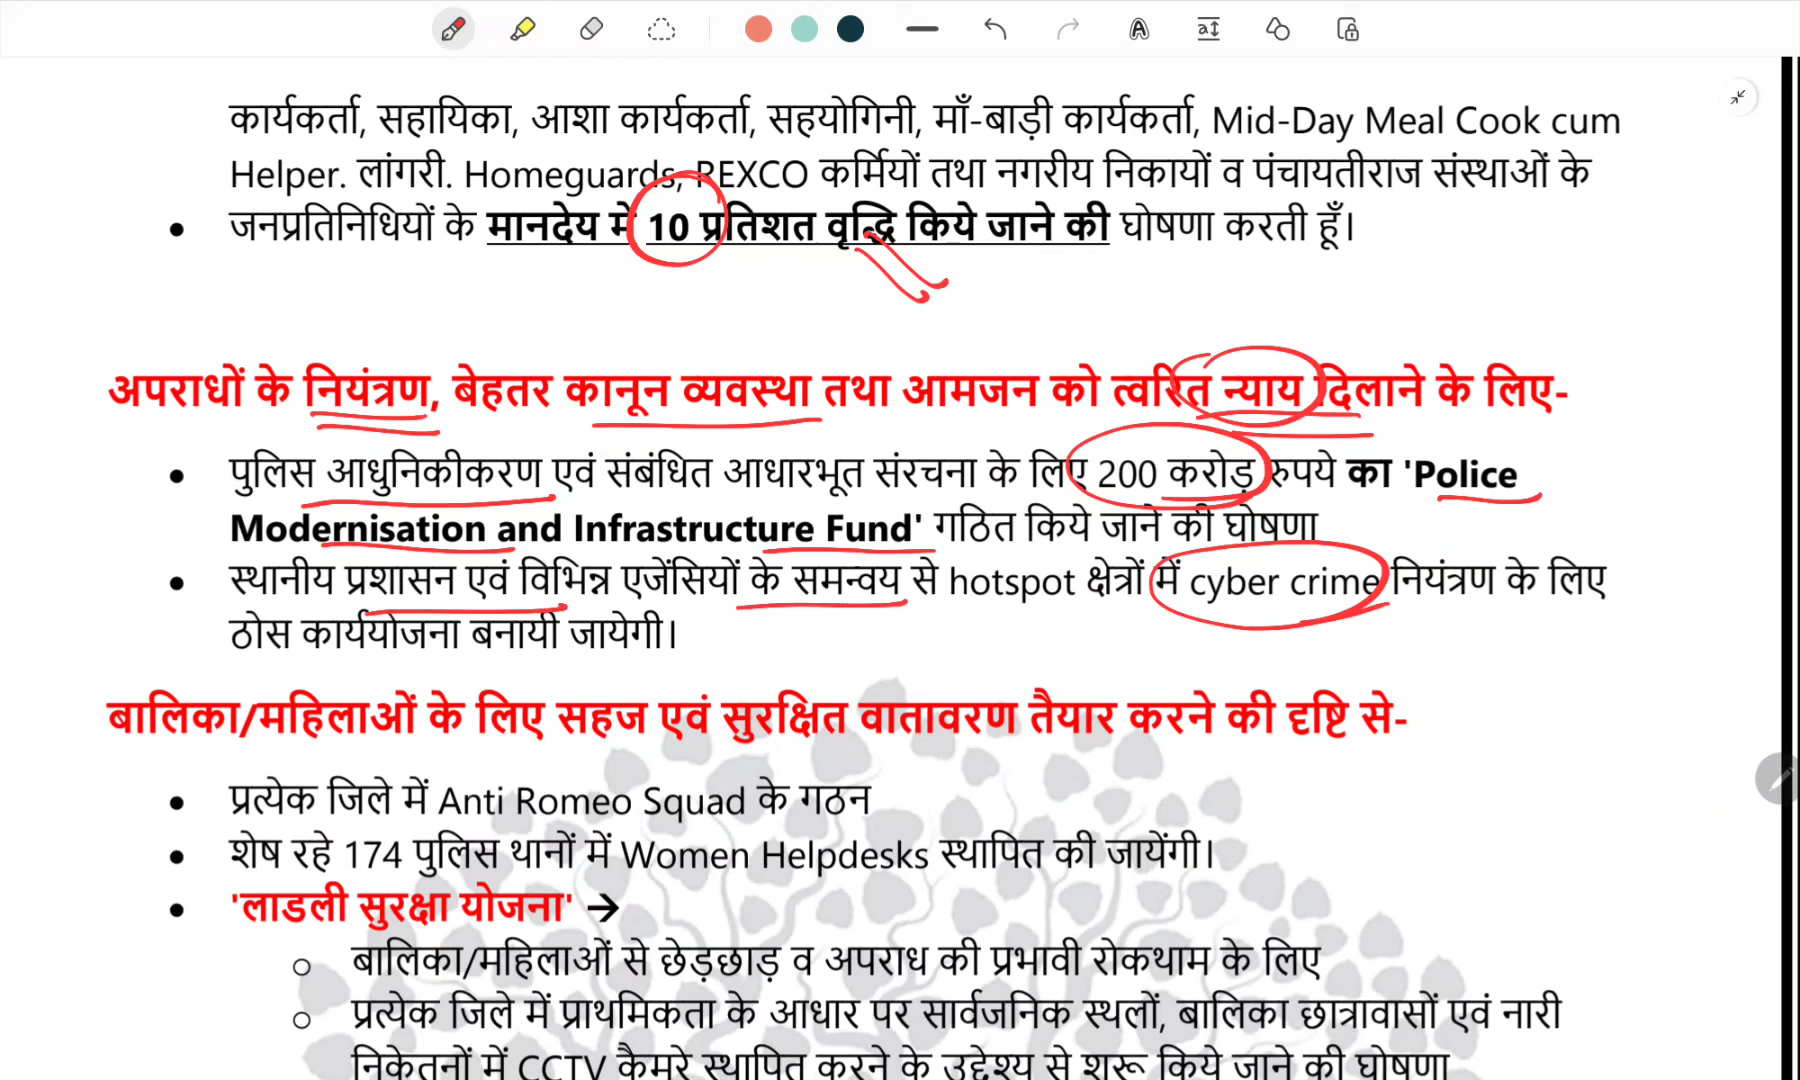 कार्यकर्ता, सहायिका, आशा कार्यकर्ता, सहयोगिनी, माँ-बाड़ी कार्यकर्ता, Mid-Day Meal Cook cum
Helper. लांगरी. Homeguards, REXCO कर्मियों तथा नगरीय निकायों व पंचायतीराज संस्थाओं के
• जनप्रतिनिधियों के मानदेय में 10 प्रतिशत वृद्धि किये जाने की घोषणा करती हूँ।
अपराधों के नियंत्रण, बेहतर कानून व्यवस्था तथा आमजन को त्वरित न्याय दिलाने के लिए-
• पुलिस आधुनिकीकरण एवं संबंधित आधारभूत संरचना के लिए 200 करोड़ रुपये का 'Police
Modernisation and Infrastructure Fund' गठित किये जाने की घोषणा
• स्थानीय प्रशासन एवं विभिन्न एजेंसियों के समन्वय से hotspot क्षेत्रों में cyber crime नियंत्रण के लिए
ठोस कार्ययोजना बनायी जायेगी।
बालिका/महिलाओं के लिए सहज एवं सुरक्षित वातावरण तैयार करने की दृष्टि से-
• प्रत्येक जिले में Anti Romeo Squad के गठन
• शेष रहे 174 पुलिस थानों में Women Helpdesks स्थापित की जायेंगी।
• 'लाडली सुरक्षा योजना' →
○ बालिका/महिलाओं से छेड़छाड़ व अपराध की प्रभावी रोकथाम के लिए
○ प्रत्येक जिले में प्राथमिकता के आधार पर सार्वजनिक स्थलों, बालिका छात्रावासों एवं नारी
निकेतनों में CCTV कैमरे स्थापित करने के उद्देश्य से शुरू किये जाने की घोषणा